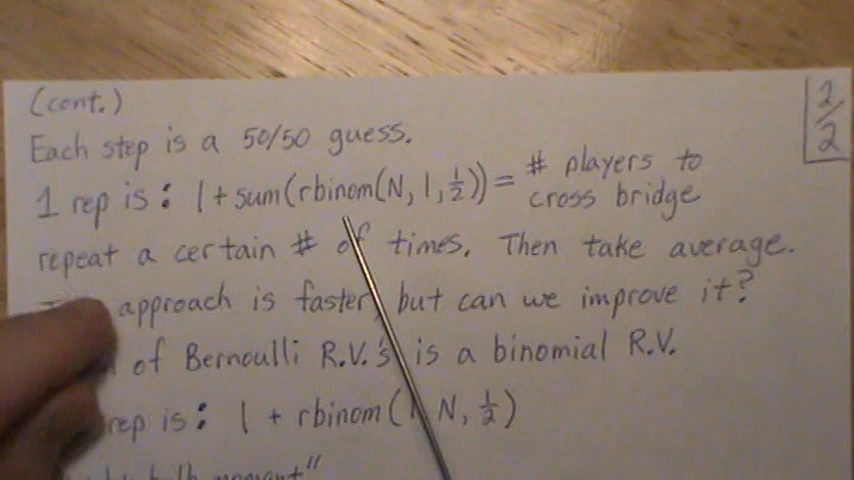 (cont.)
2/2
Each step is a 50/50 guess.
1 rep is: 1 + sum(rbinom(N, 1, 1/2)) = # players to cross bridge
repeat a certain # of times. Then take average.
approach is faster, but can we improve it?
of Bernoulli R.V.'s is a binomial R.V.
rep is: 1 + rbinom(1 N, 1/2)